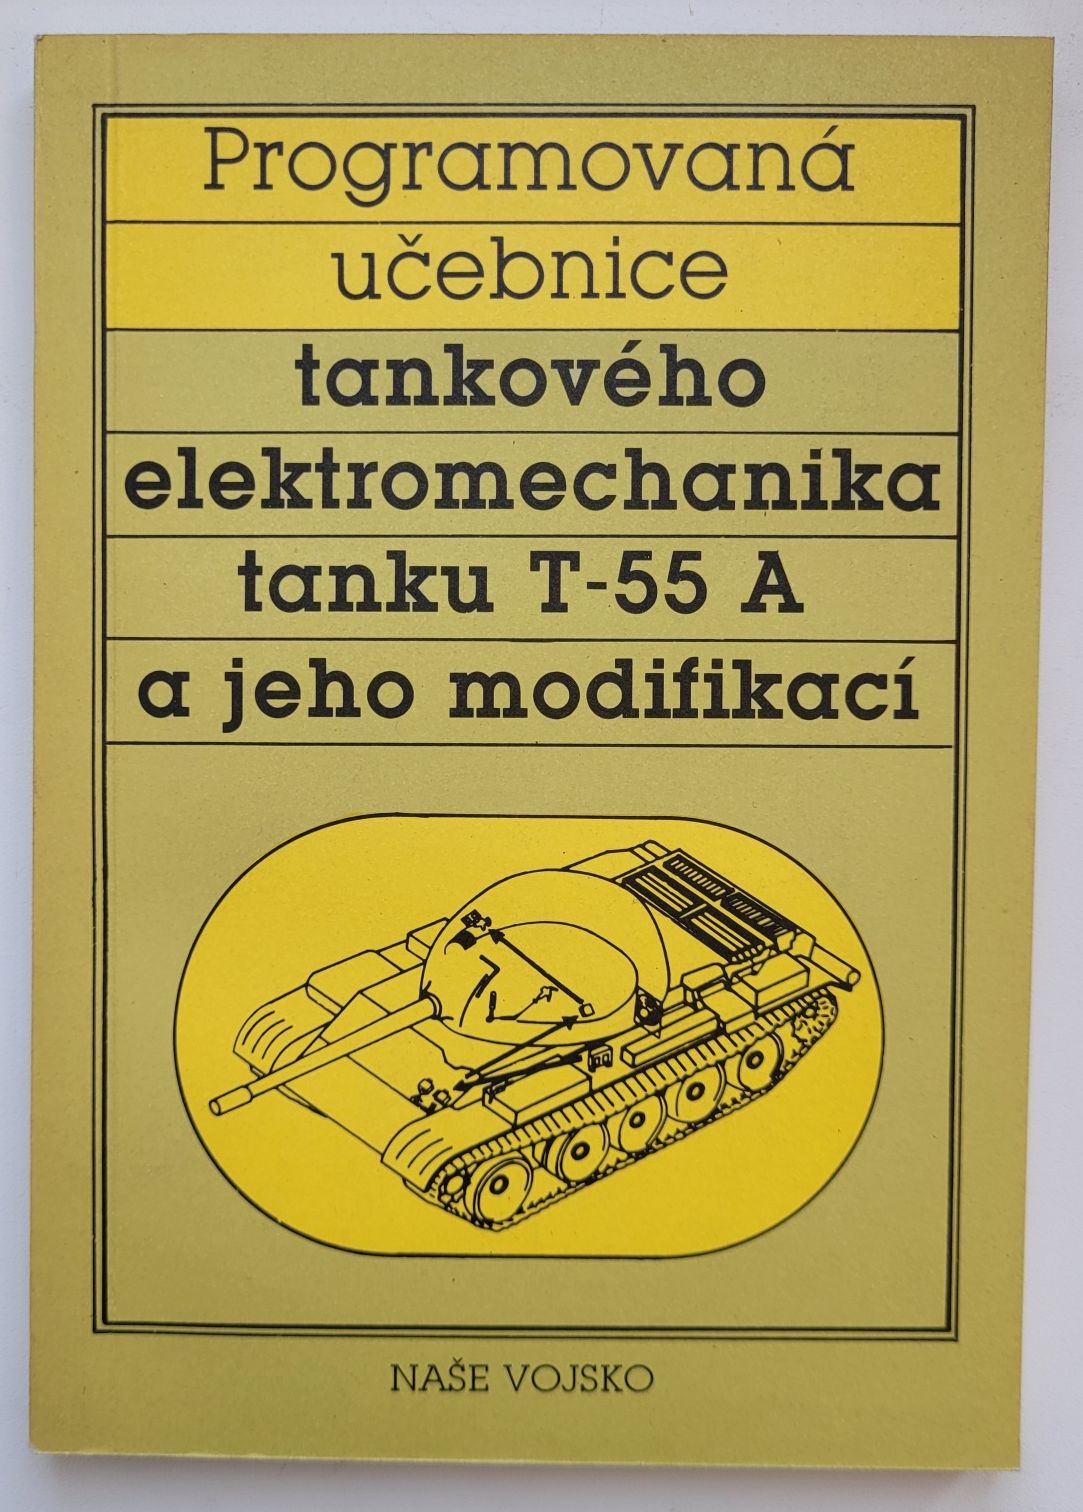 Programovaná
učebnice
tankového
elektromechanika
tanku T-55 A
a jeho modifikací
NAŠE VOJSKO